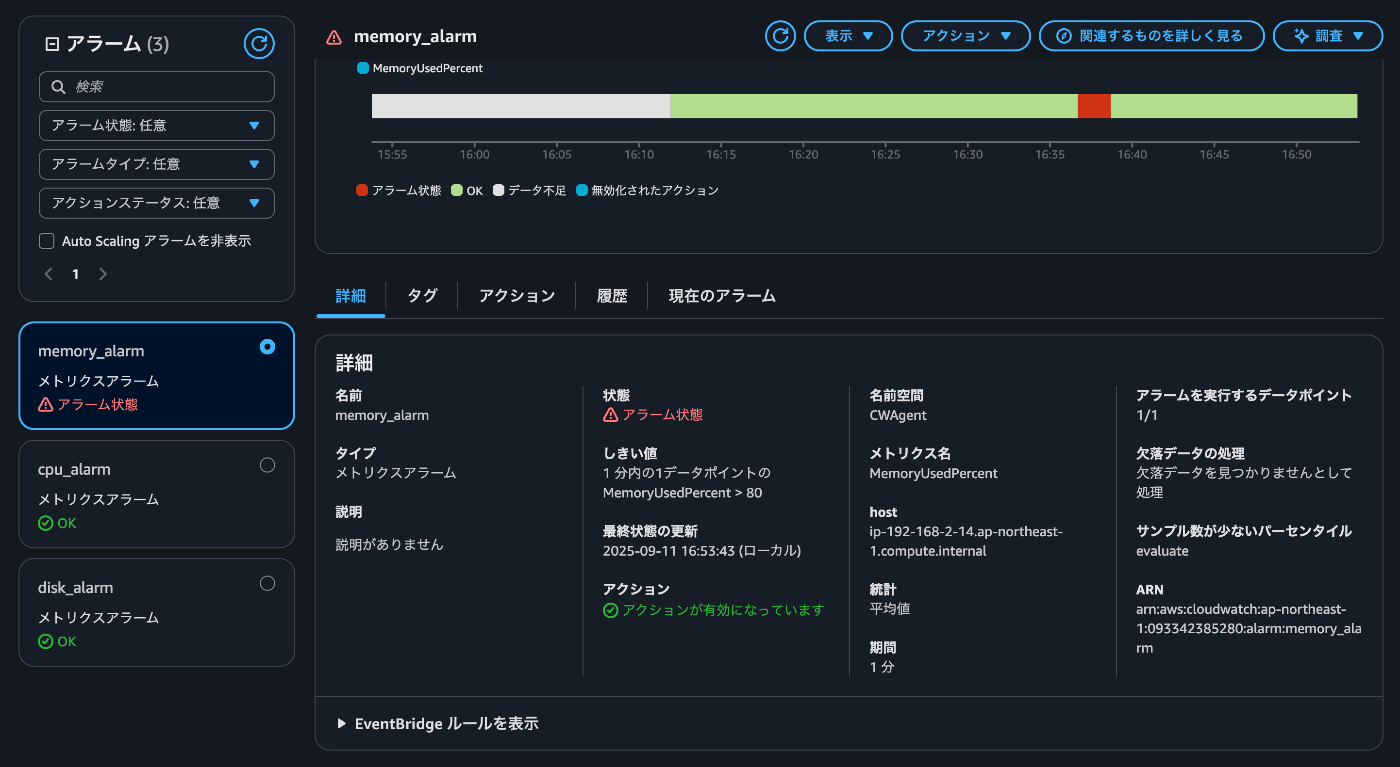 アラーム (3)
検索
アラーム状態: 任意
アラームタイプ: 任意
アクションステータス: 任意
Auto Scaling アラームを非表示
1
memory_alarm
メトリクスアラーム
アラーム状態
cpu_alarm
メトリクスアラーム
OK
disk_alarm
メトリクスアラーム
OK
memory_alarm
表示
アクション
関連するものを詳しく見る
調査
MemoryUsedPercent
15:55 16:00 16:05 16:10 16:15 16:20 16:25 16:30 16:35 16:40 16:45 16:50
アラーム状態 OK データ不足 無効化されたアクション
詳細 タグ アクション 履歴 現在のアラーム
詳細
名前
memory_alarm
タイプ
メトリクスアラーム
説明
説明がありません
状態
アラーム状態
しきい値
1 分内の1データポイントの
MemoryUsedPercent > 80
最終状態の更新
2025-09-11 16:53:43 (ローカル)
アクション
アクションが有効になっています
名前空間
CWAgent
メトリクス名
MemoryUsedPercent
host
ip-192-168-2-14.ap-northeast-
1.compute.internal
統計
平均値
期間
1 分
アラームを実行するデータポイント
1/1
欠落データの処理
欠落データを見つかりませんとして
処理
サンプル数が少ないパーセンタイル
evaluate
ARN
arn:aws:cloudwatch:ap-northeast-
1:093342385280:alarm:memory_ala
rm
EventBridge ルールを表示